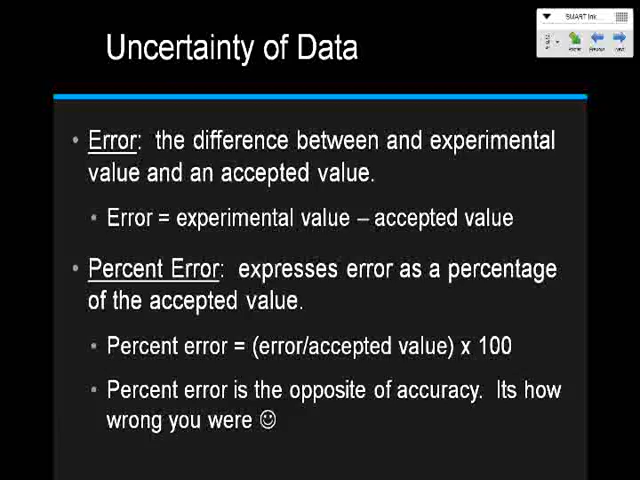 SMART Ink...
Uncertainty of Data
• Error: the difference between and experimental
value and an accepted value.
• Error = experimental value – accepted value
• Percent Error: expresses error as a percentage
of the accepted value.
• Percent error = (error/accepted value) x 100
• Percent error is the opposite of accuracy. Its how
wrong you were ☺